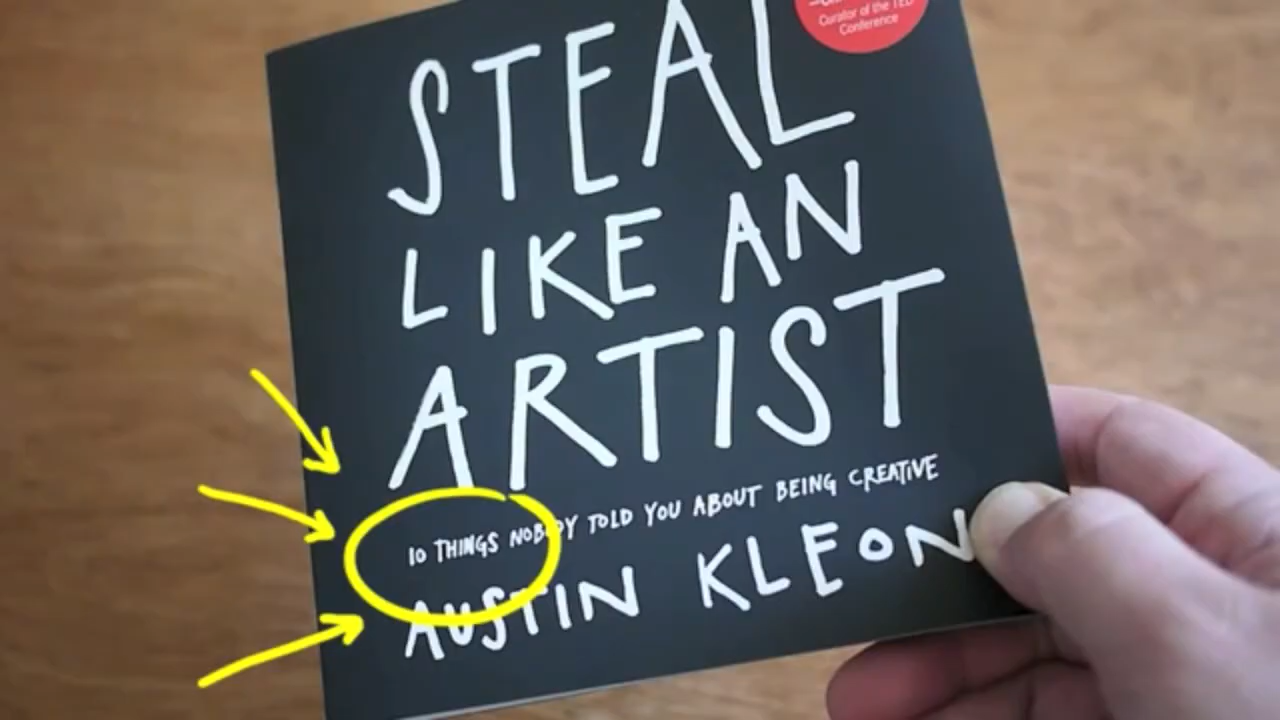 Curator of the TED
Conference
STEAL
LIKE AN
ARTIST
10 THINGS NOBODY TOLD YOU ABOUT BEING CREATIVE
AUSTIN KLEON